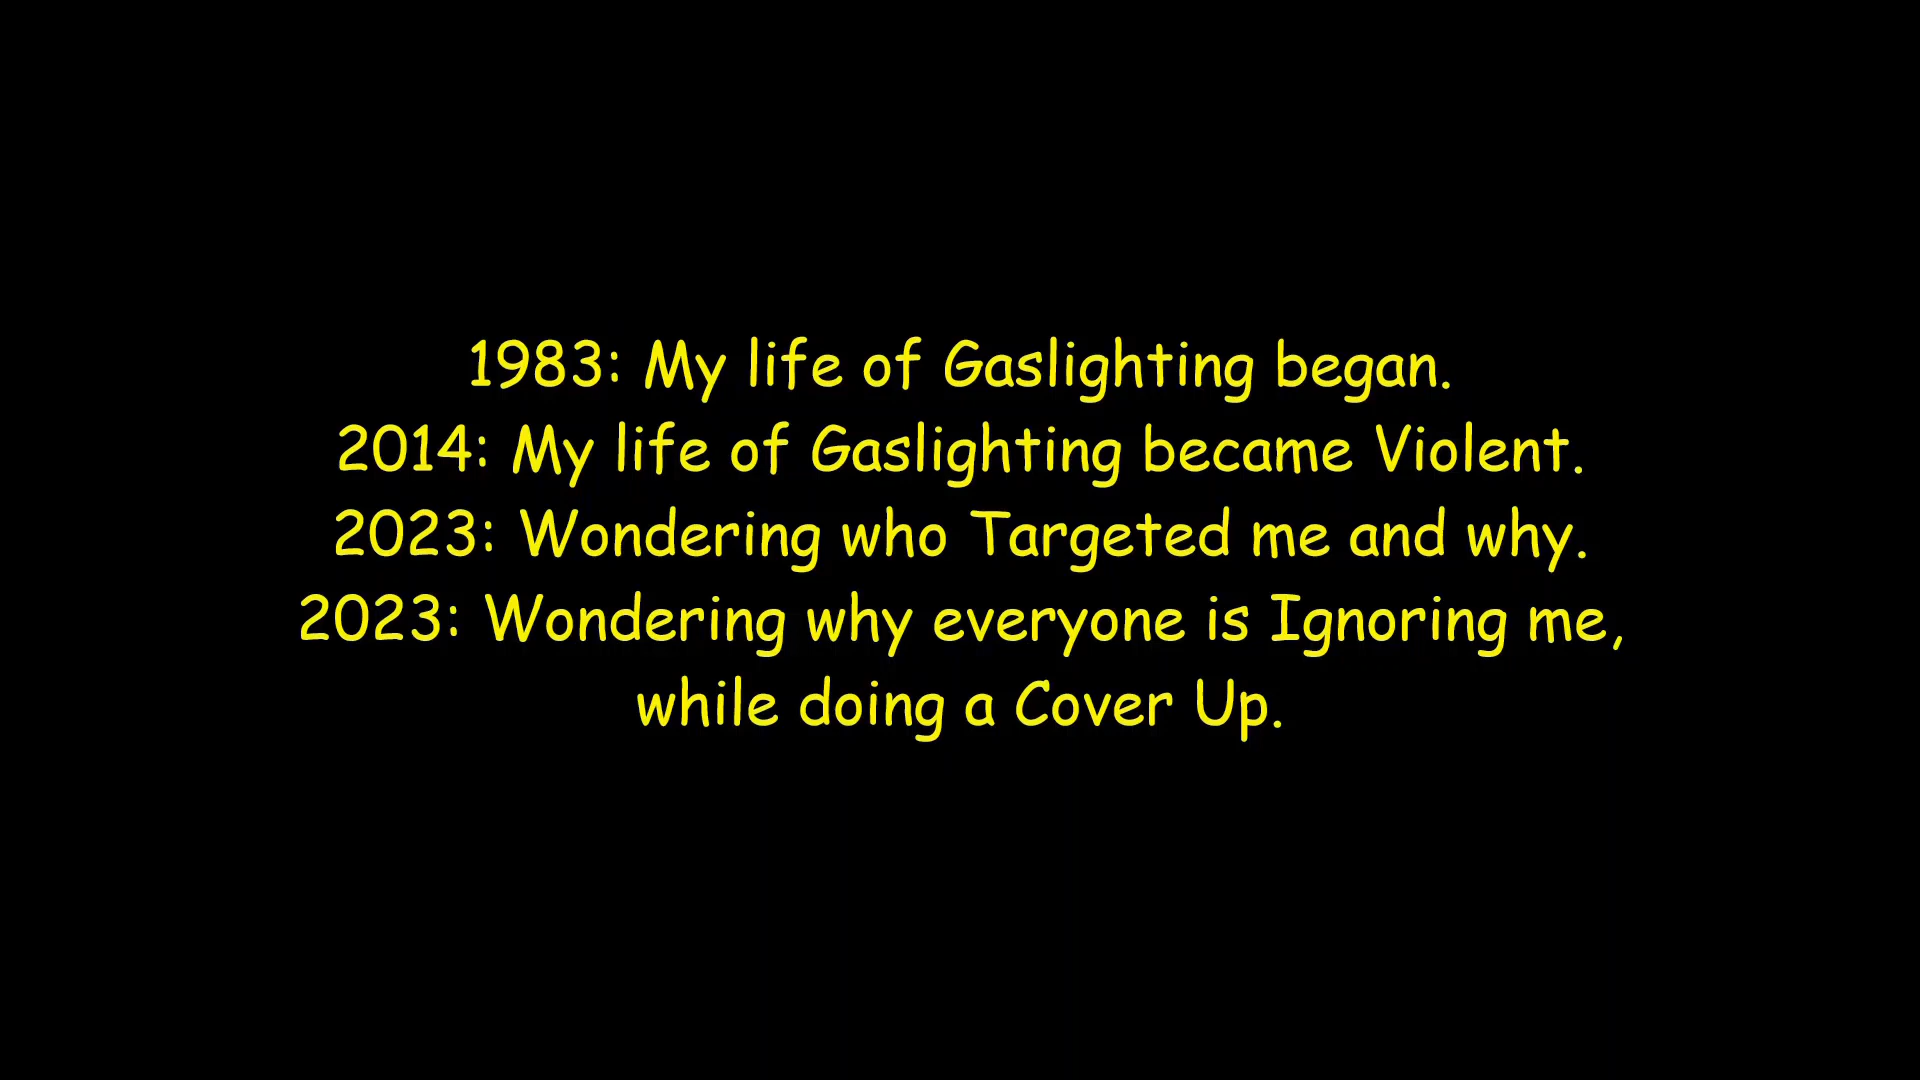 1983: My life of Gaslighting began.
2014: My life of Gaslighting became Violent.
2023: Wondering who Targeted me and why.
2023: Wondering why everyone is Ignoring me,
while doing a Cover Up.